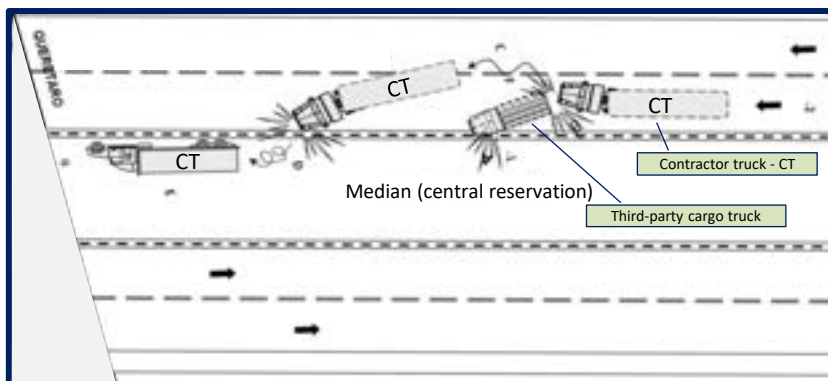 QUERETARO
CT
CT
CT
Contractor truck - CT
Median (central reservation)
Third-party cargo truck